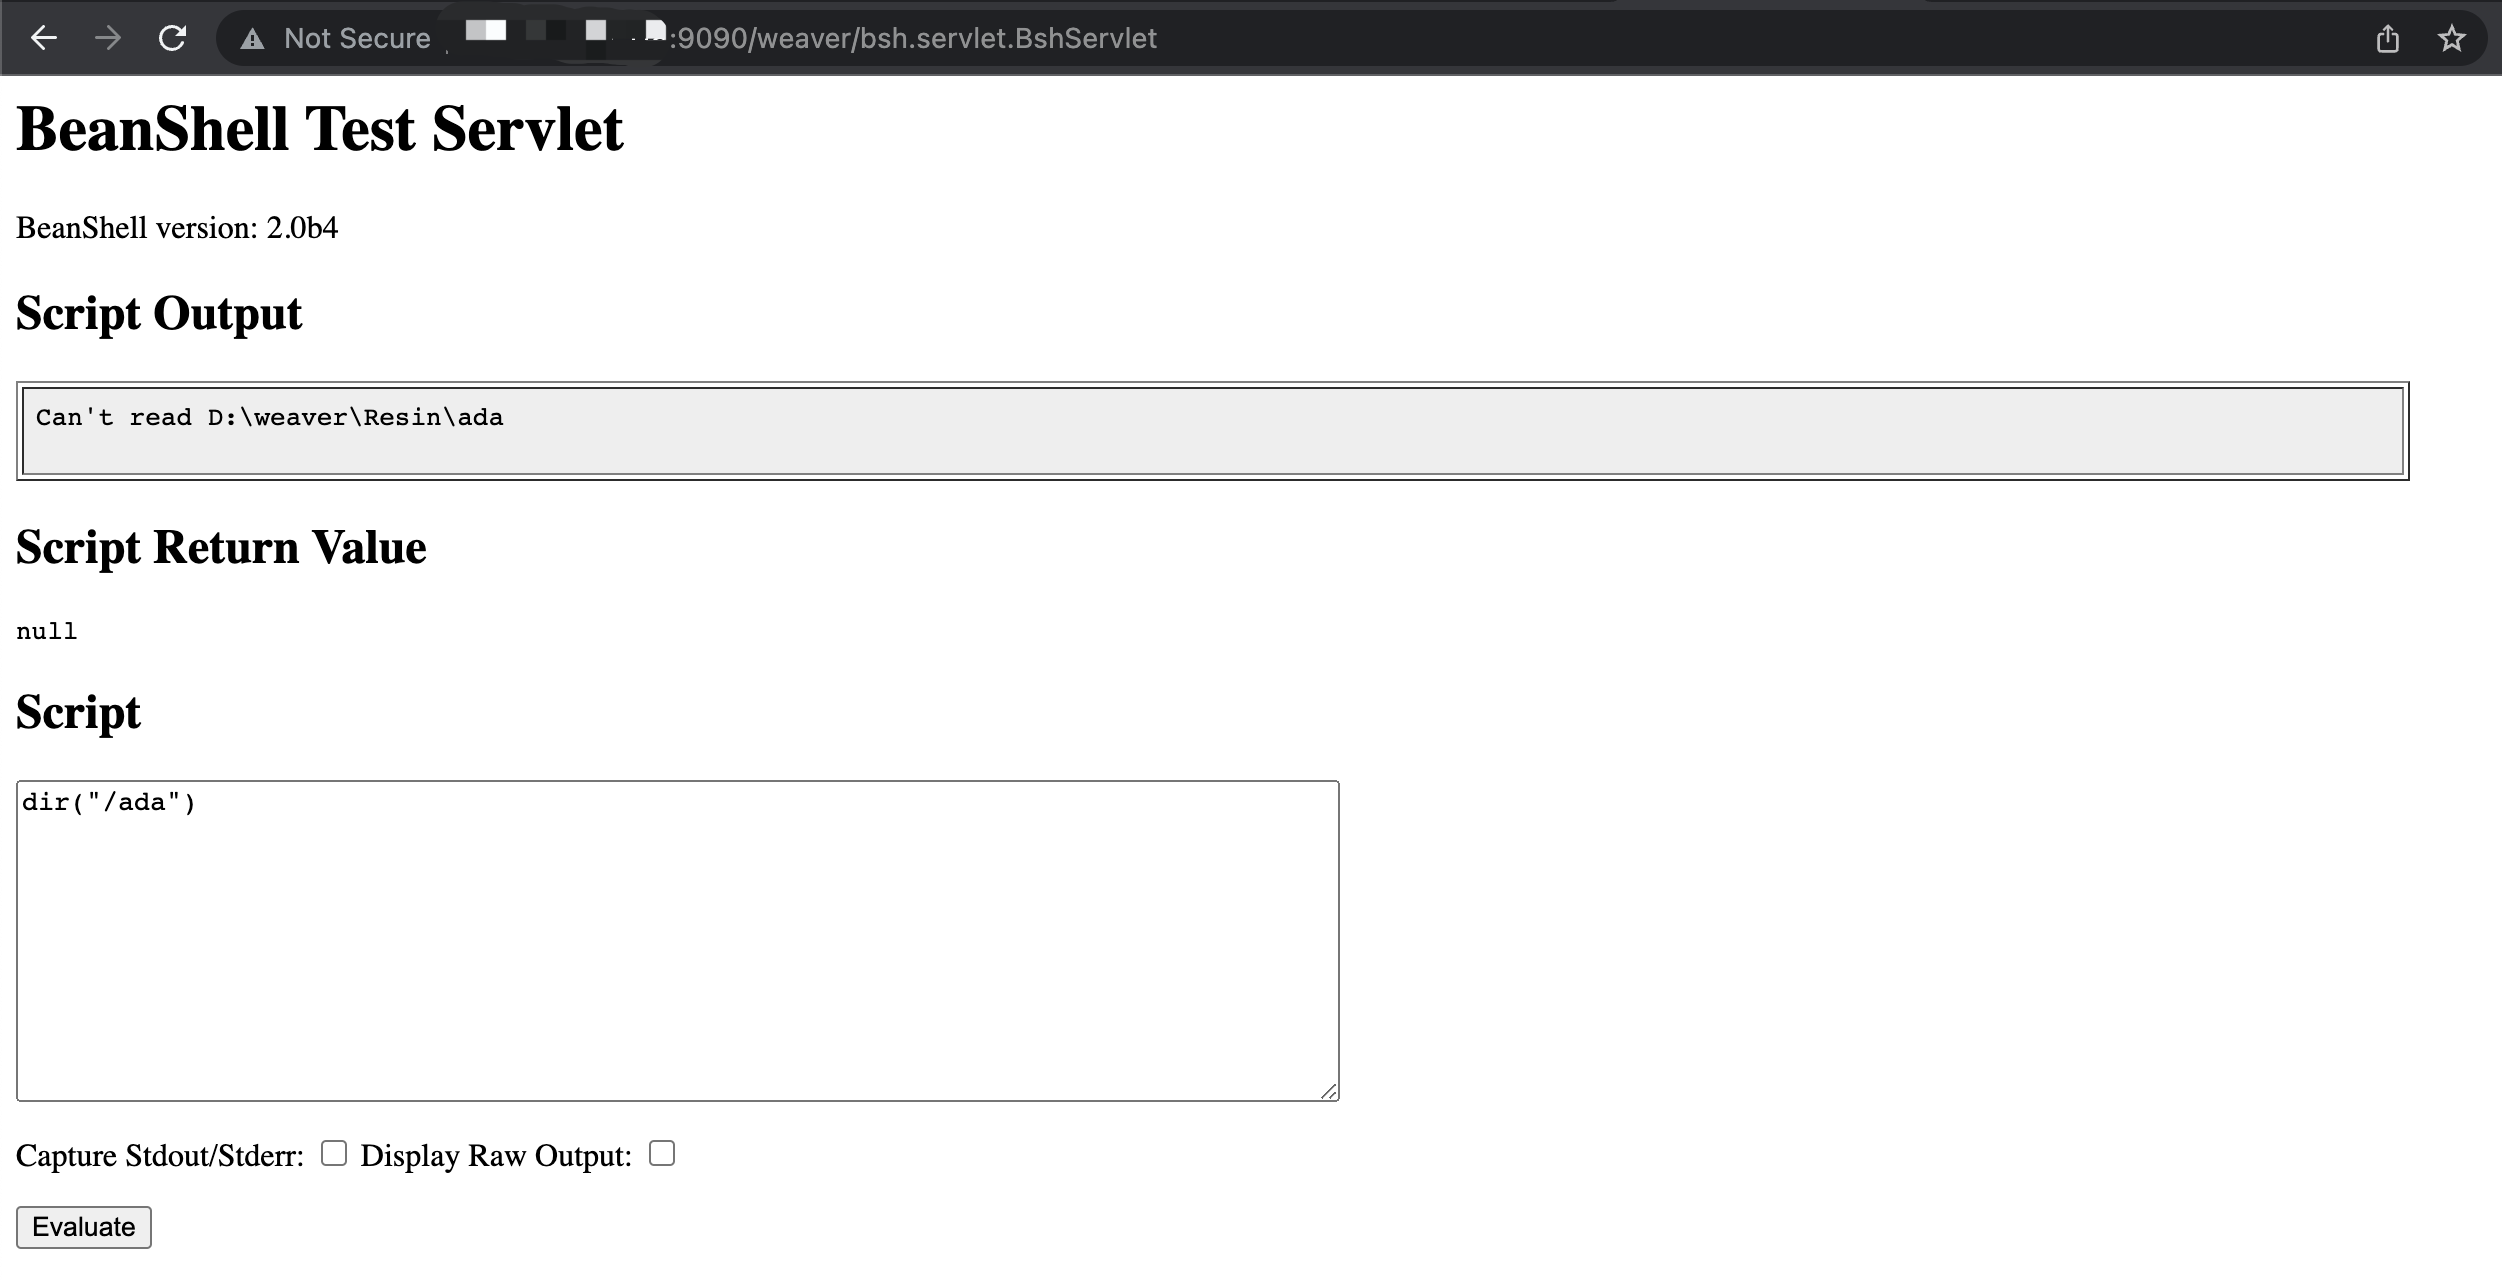 Not Secure :9090/weaver/bsh.servlet.BshServlet
BeanShell Test Servlet
BeanShell version: 2.0b4
Script Output
Can't read D:\weaver\Resin\ada
Script Return Value
null
Script
dir("/ada")
Capture Stdout/Stderr: Display Raw Output:
Evaluate